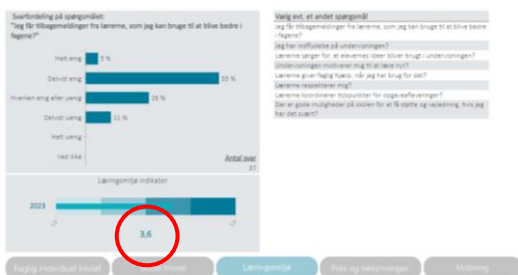 Svarfordeling på spørgsmålet:
"Jeg får tilbagemeldinger fra lærerne, som jeg kan bruge til at blive bedre i
fagene?"
Helt enig 5 %
Delvist enig 55 %
Hverken enig eller uenig
Delvist uenig 11 %
Helt uenig
Ved ikke
Antal svar
Læringsmiljø indikator
2023
3,6
Vælg evt. et andet spørgsmål
Jeg får tilbagemeldinger fra lærerne, som jeg kan bruge til at blive bedre
i fagene?
Jeg har indflydelse på undervisningen?
Lærerne sørger for, at elevernes ideer bliver brugt i undervisningen?
Undervisningen motiverer mig til at lære nyt?
Lærerne giver faglig hjælp, når jeg har brug for det?
Lærerne respekterer mig?
Lærerne koordinerer tidspunkter for opgaveafleveringer?
Der er gode muligheder på skolen for at få støtte og vejledning, hvis jeg
har det svært?
Faglig individuel trivsel
trivsel
Læringsmiljø
Pres og bekymringer
Mobning